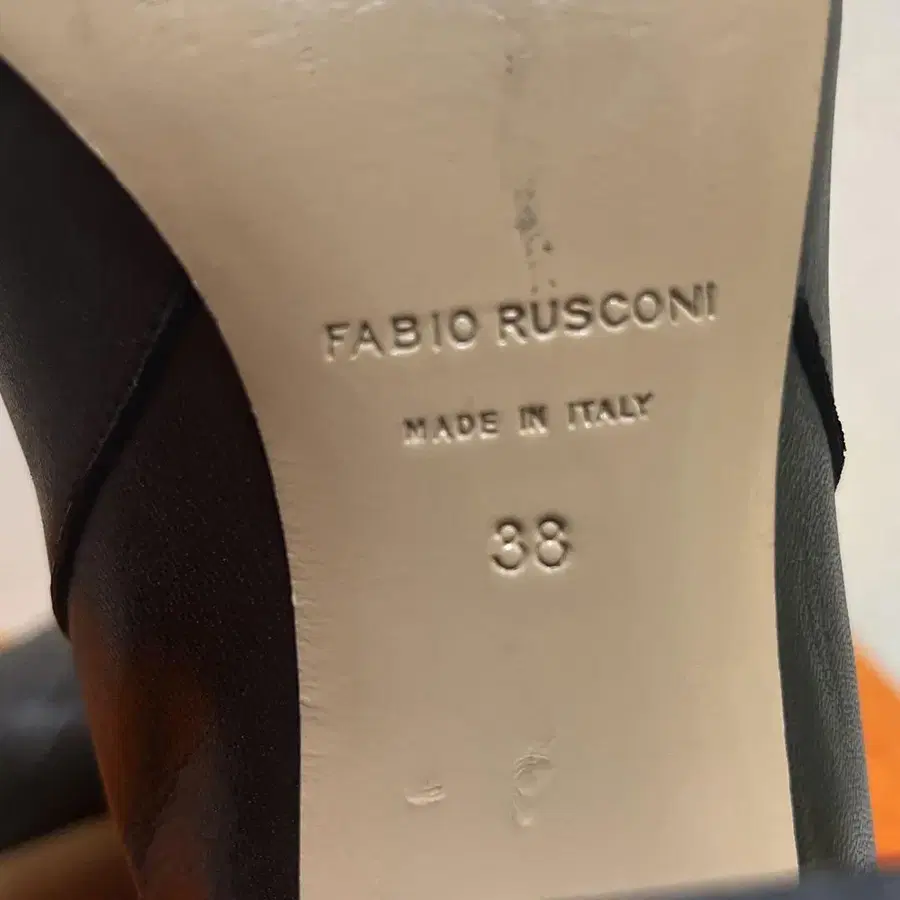 FABIO RUSCONI
MADE IN ITALY
38